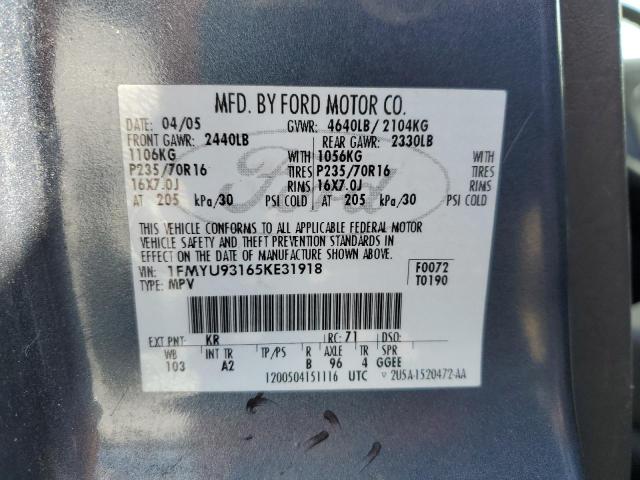 MFD. BY FORD MOTOR CO.
DATE: 04/05 GVWR: 4640LB/ 2104KG
FRONT GAWR: 2440LB REAR GAWR: 2330LB
1106KG WITH 1056KG WITH
P235/70R16 TIRES P235/70R16 TIRES
16X7.0J RIMS 16X7.0J RIMS
AT 205 kPa/30 PSI COLD AT 205 kPa/30 PSI COLD
Ford
THIS VEHICLE CONFORMS TO ALL APPLICABLE FEDERAL MOTOR
VEHICLE SAFETY AND THEFT PREVENTION STANDARDS IN
EFFECT ON THE DATE OF MANUFACTURE SHOWN ABOVE.
VIN: 1FMYU93165KE31918 F0072
TYPE: MPV T0190
EXT PNT: KR RC: 71 DSO:
WB INT TR TP/PS R AXLE TR SPR
103 A2 B 96 4 GGEE
1200504151116 UTC 2U5A-1520472-AA